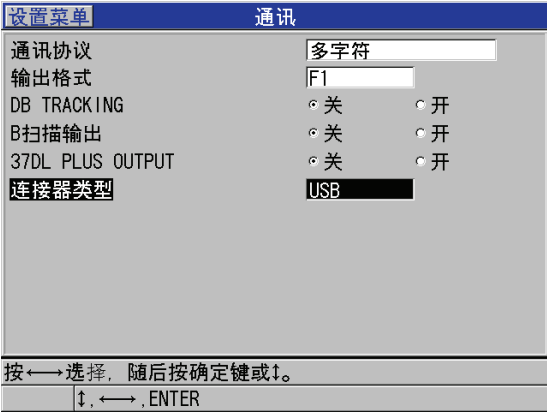 设置菜单 通讯
通讯协议 多字符
输出格式 F1
DB TRACKING 关 开
B扫描输出 关 开
37DL PLUS OUTPUT 关 开
连接器类型 USB
按←→选择, 随后按确定键或↕。
↕, ←→ ,ENTER